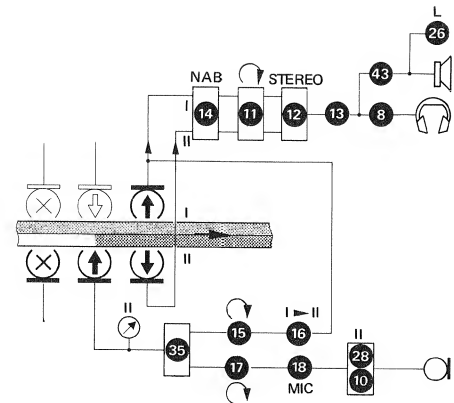 L
26
NAB
STEREO
43
I
14
11
12
13
8
II
I
II
II
I ► II
15
16
35
II
17
18
28
10
MIC